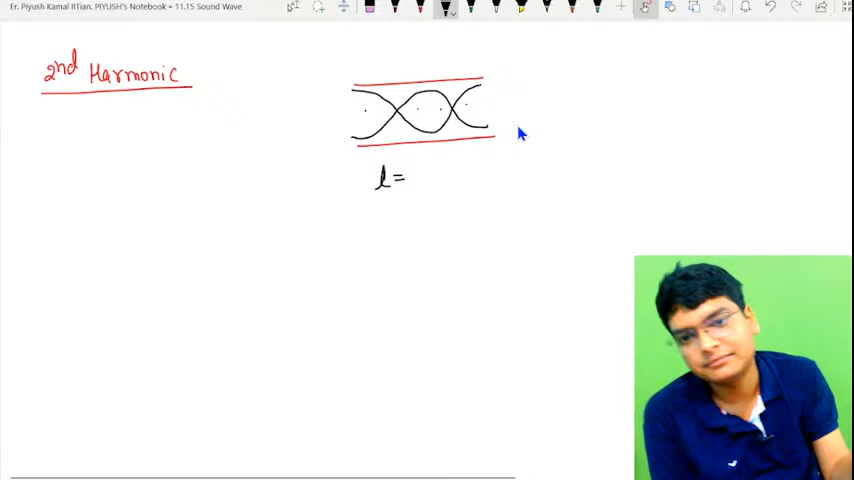 Er. Piyush Kamal IITian. PIYUSH's Notebook » 11.15 Sound Wave
2nd Harmonic
l=